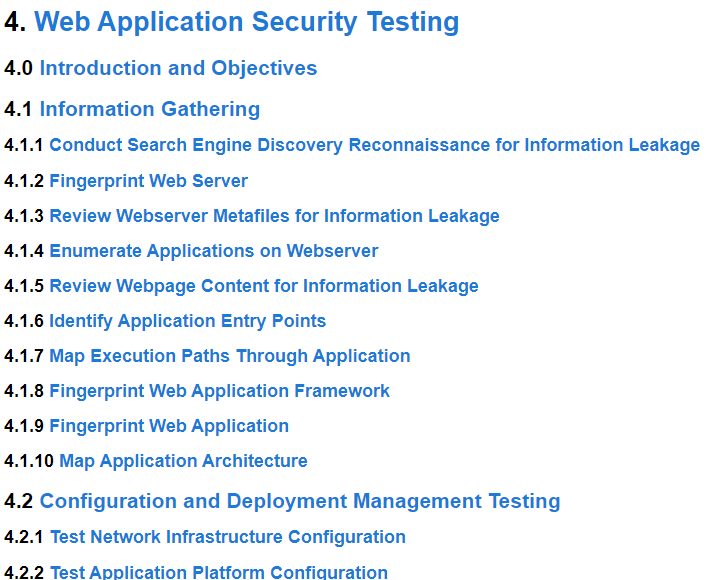 4. Web Application Security Testing
4.0 Introduction and Objectives
4.1 Information Gathering
4.1.1 Conduct Search Engine Discovery Reconnaissance for Information Leakage
4.1.2 Fingerprint Web Server
4.1.3 Review Webserver Metafiles for Information Leakage
4.1.4 Enumerate Applications on Webserver
4.1.5 Review Webpage Content for Information Leakage
4.1.6 Identify Application Entry Points
4.1.7 Map Execution Paths Through Application
4.1.8 Fingerprint Web Application Framework
4.1.9 Fingerprint Web Application
4.1.10 Map Application Architecture
4.2 Configuration and Deployment Management Testing
4.2.1 Test Network Infrastructure Configuration
4.2.2 Test Application Platform Configuration